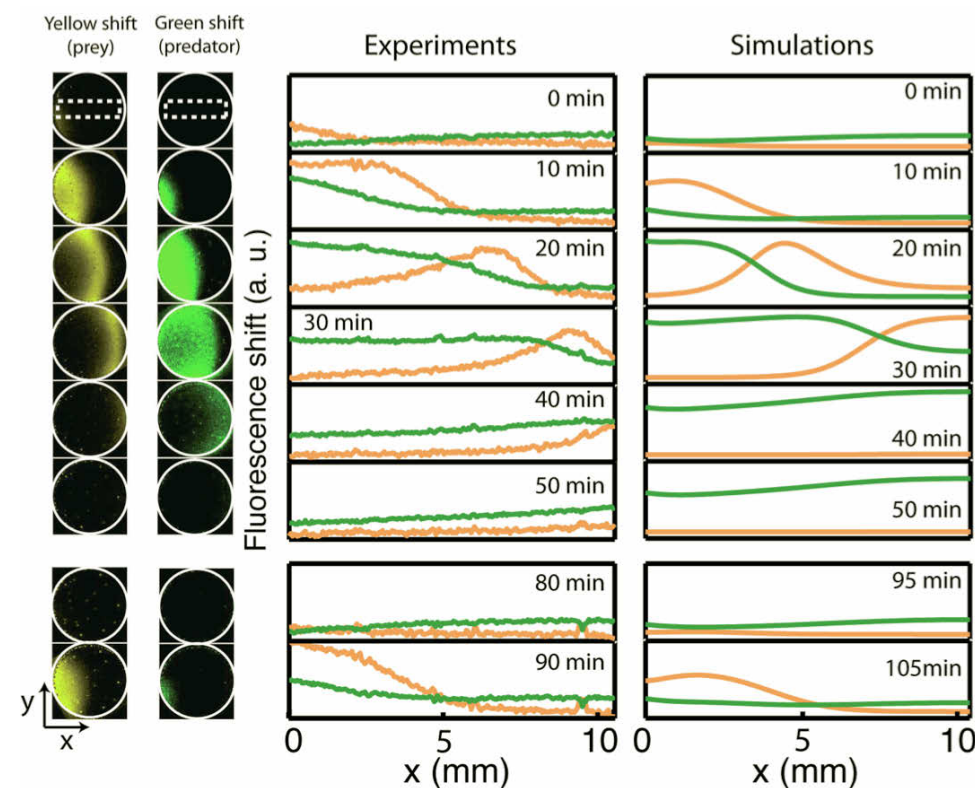 Yellow shift
(prey)
Green shift
(predator)
Experiments
Simulations
Fluorescence shift (a. u.)
0 min
0 min
10 min
10 min
20 min
20 min
30 min
30 min
40 min
40 min
50 min
50 min
80 min
95 min
90 min
105min
y
x
0
5
10
0
5
10
x (mm)
x (mm)